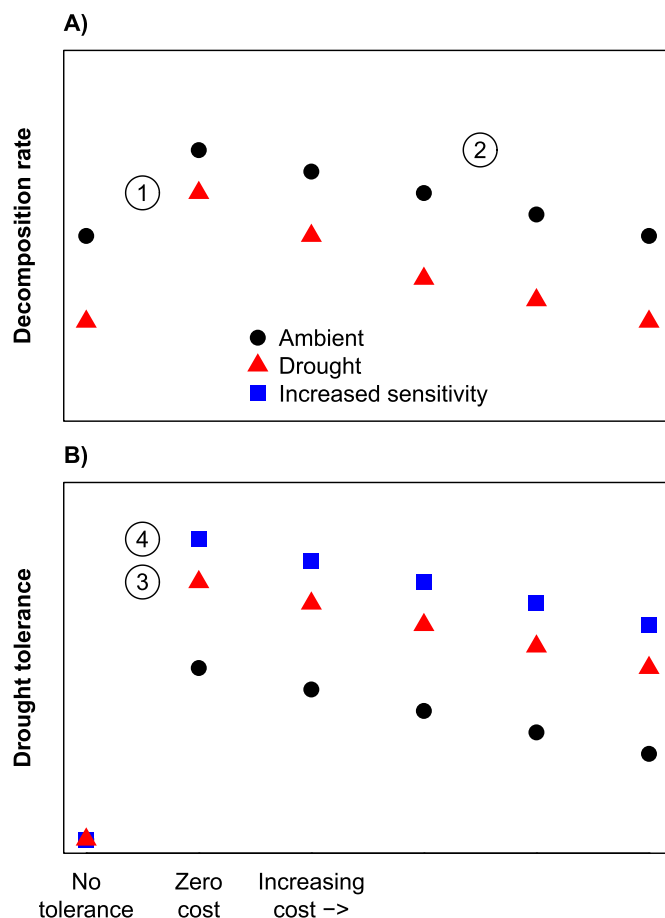 A)
Decomposition rate
1
2
Ambient
Drought
Increased sensitivity
B)
Drought tolerance
4
3
No tolerance
Zero cost
Increasing cost −>